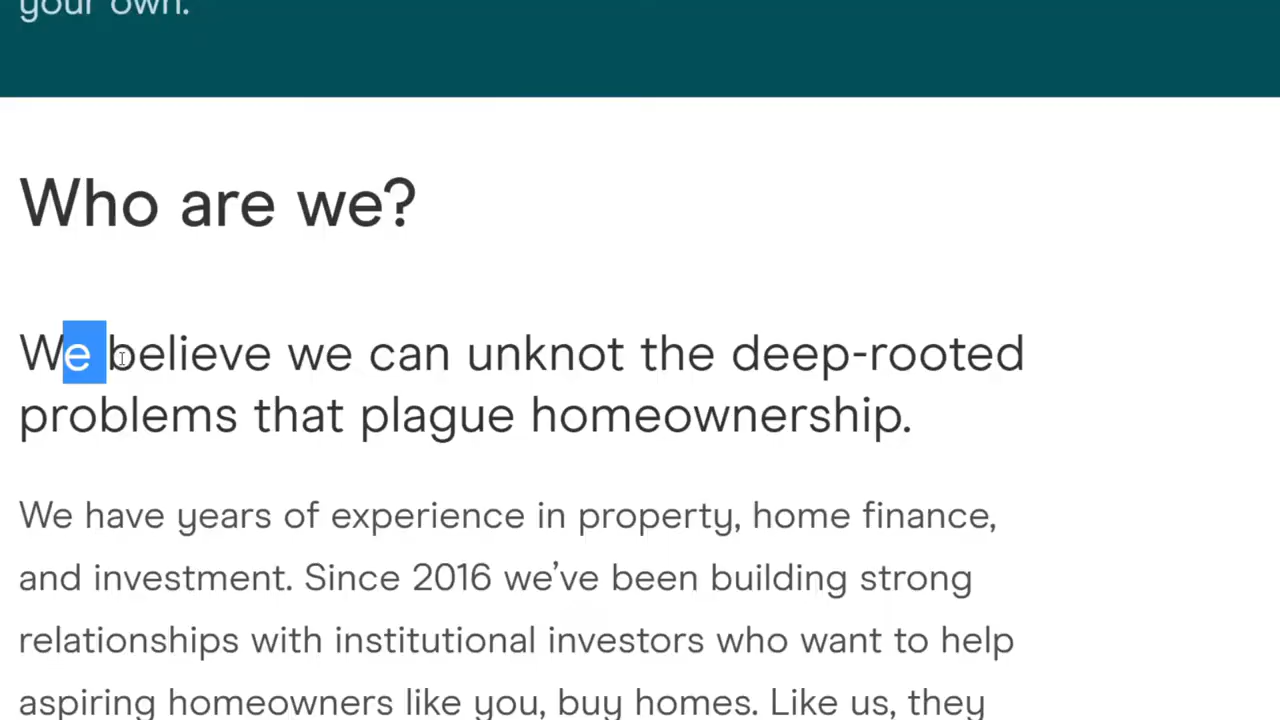 your own.
Who are we?
We believe we can unknot the deep-rooted
problems that plague homeownership.
We have years of experience in property, home finance,
and investment. Since 2016 we’ve been building strong
relationships with institutional investors who want to help
aspiring homeowners like you, buy homes. Like us, they